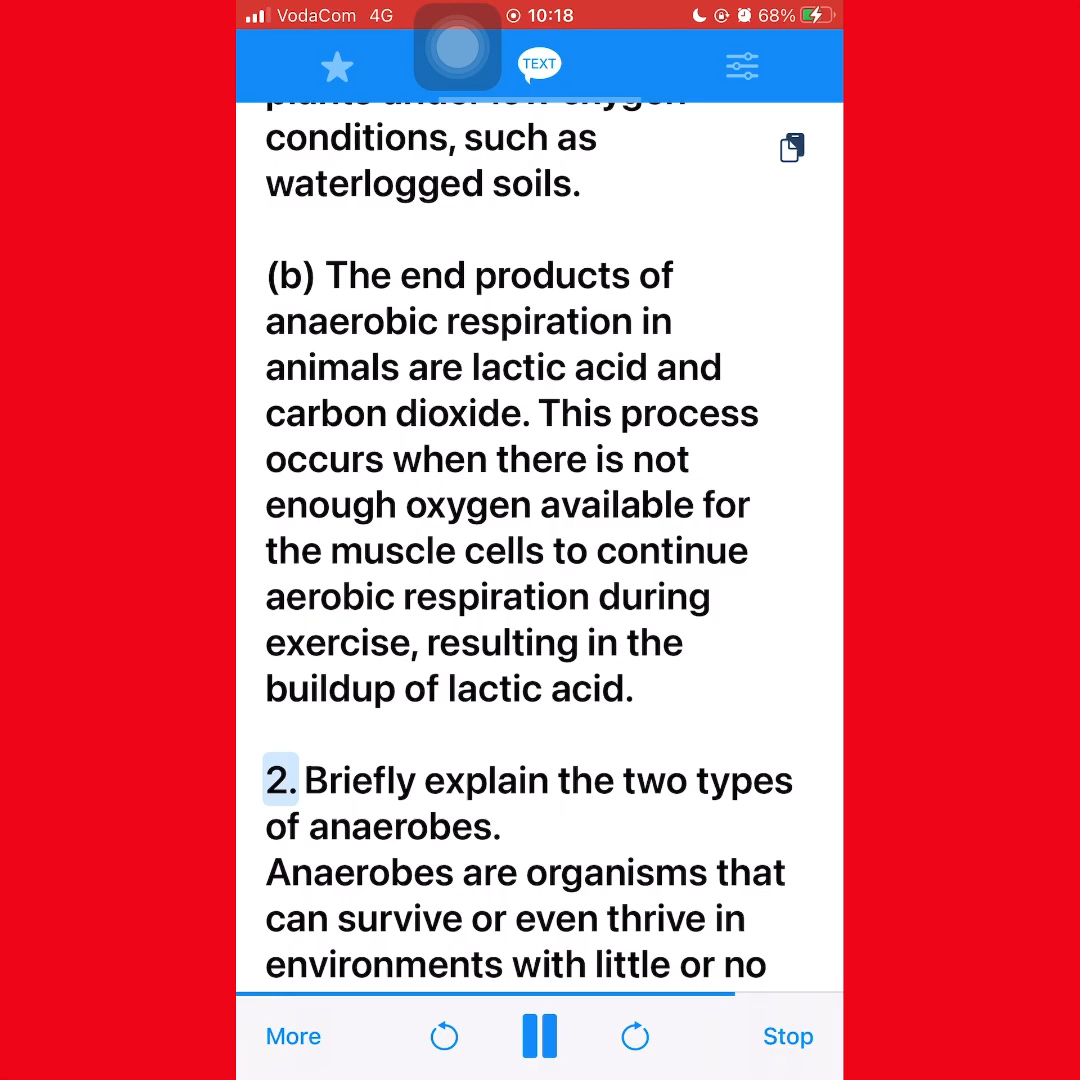 VodaCom 4G 10:18 68%
TEXT
conditions, such as
waterlogged soils.
(b) The end products of
anaerobic respiration in
animals are lactic acid and
carbon dioxide. This process
occurs when there is not
enough oxygen available for
the muscle cells to continue
aerobic respiration during
exercise, resulting in the
buildup of lactic acid.
2. Briefly explain the two types
of anaerobes.
Anaerobes are organisms that
can survive or even thrive in
environments with little or no
More Stop